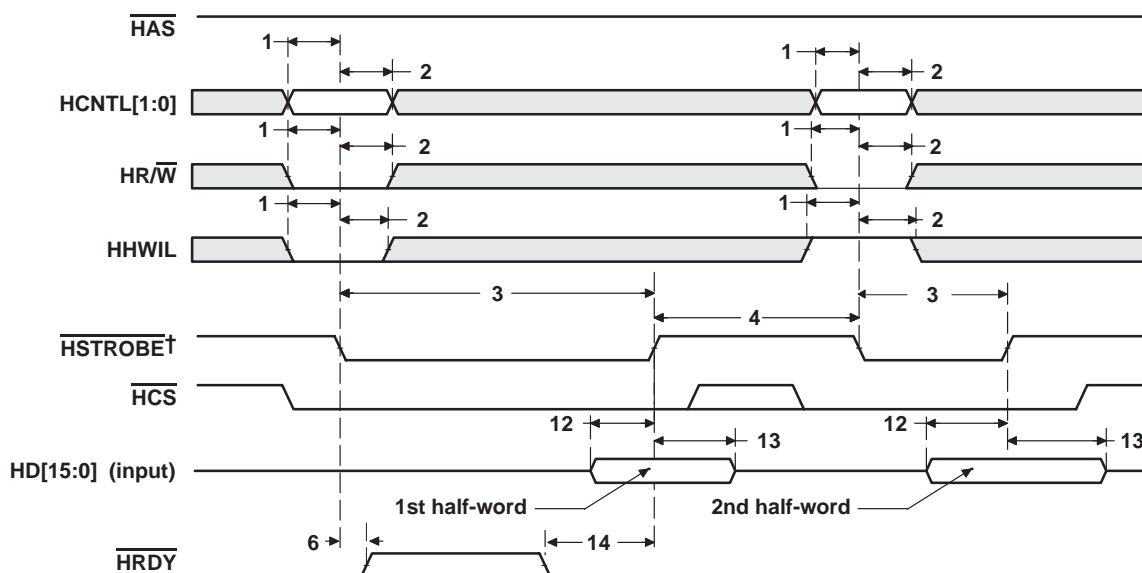 HAS
1
2
1
2
HCNTL[1:0]
1
2
1
2
HR/W
1
2
1
2
HHWIL
3
4
3
HSTROBE†
HCS
12
13
12
13
HD[15:0] (input)
1st half-word
2nd half-word
6
14
HRDY